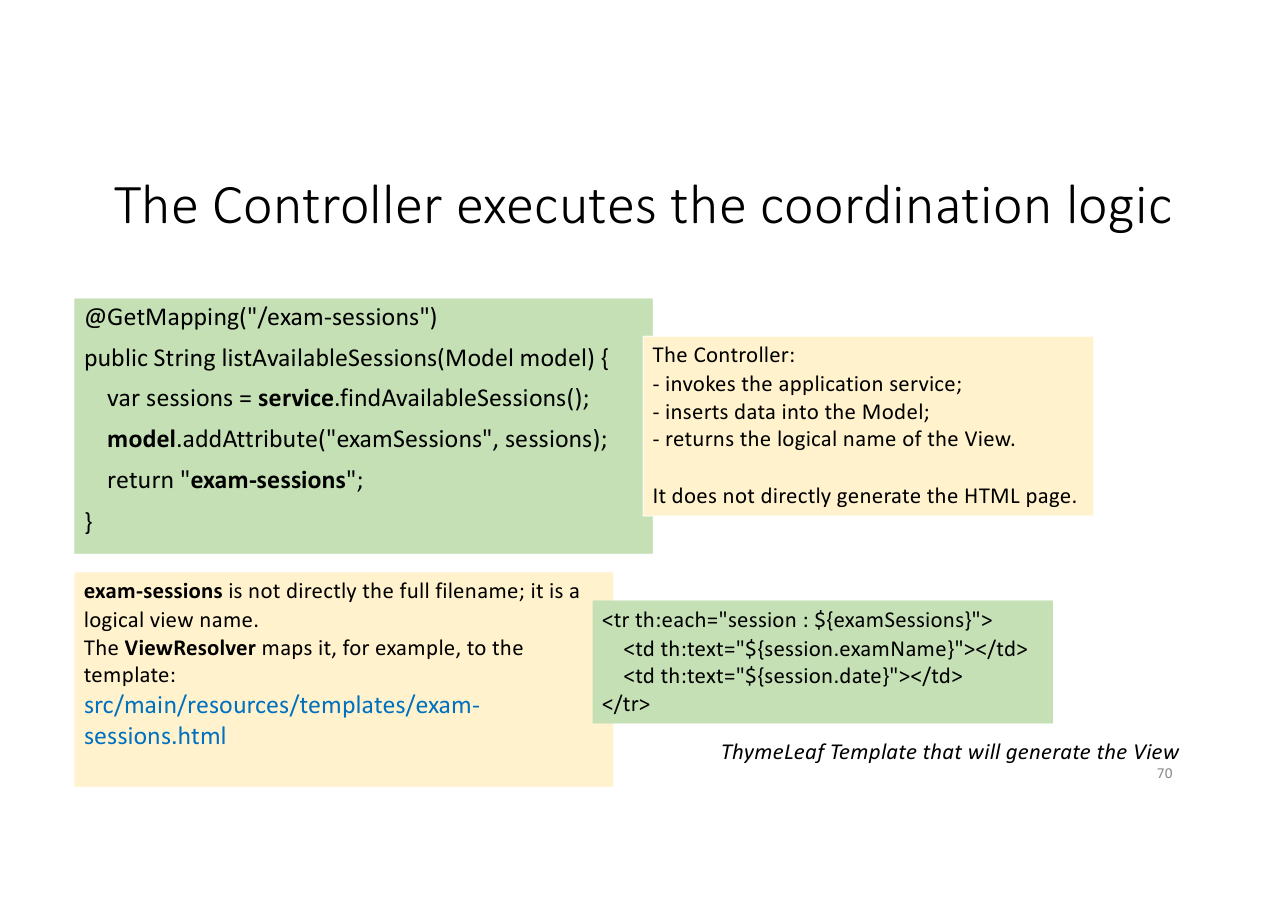 The Controller executes the coordination logic
@GetMapping("/exam-sessions")
public String listAvailableSessions(Model model) {
    var sessions = service.findAvailableSessions();
    model.addAttribute("examSessions", sessions);
    return "exam-sessions";
}
The Controller:
- invokes the application service;
- inserts data into the Model;
- returns the logical name of the View.
It does not directly generate the HTML page.
exam-sessions is not directly the full filename; it is a
logical view name.
The ViewResolver maps it, for example, to the
template:
src/main/resources/templates/exam-
sessions.html
<tr th:each="session : ${examSessions}">
    <td th:text="${session.examName}"></td>
    <td th:text="${session.date}"></td>
</tr>
ThymeLeaf Template that will generate the View
70